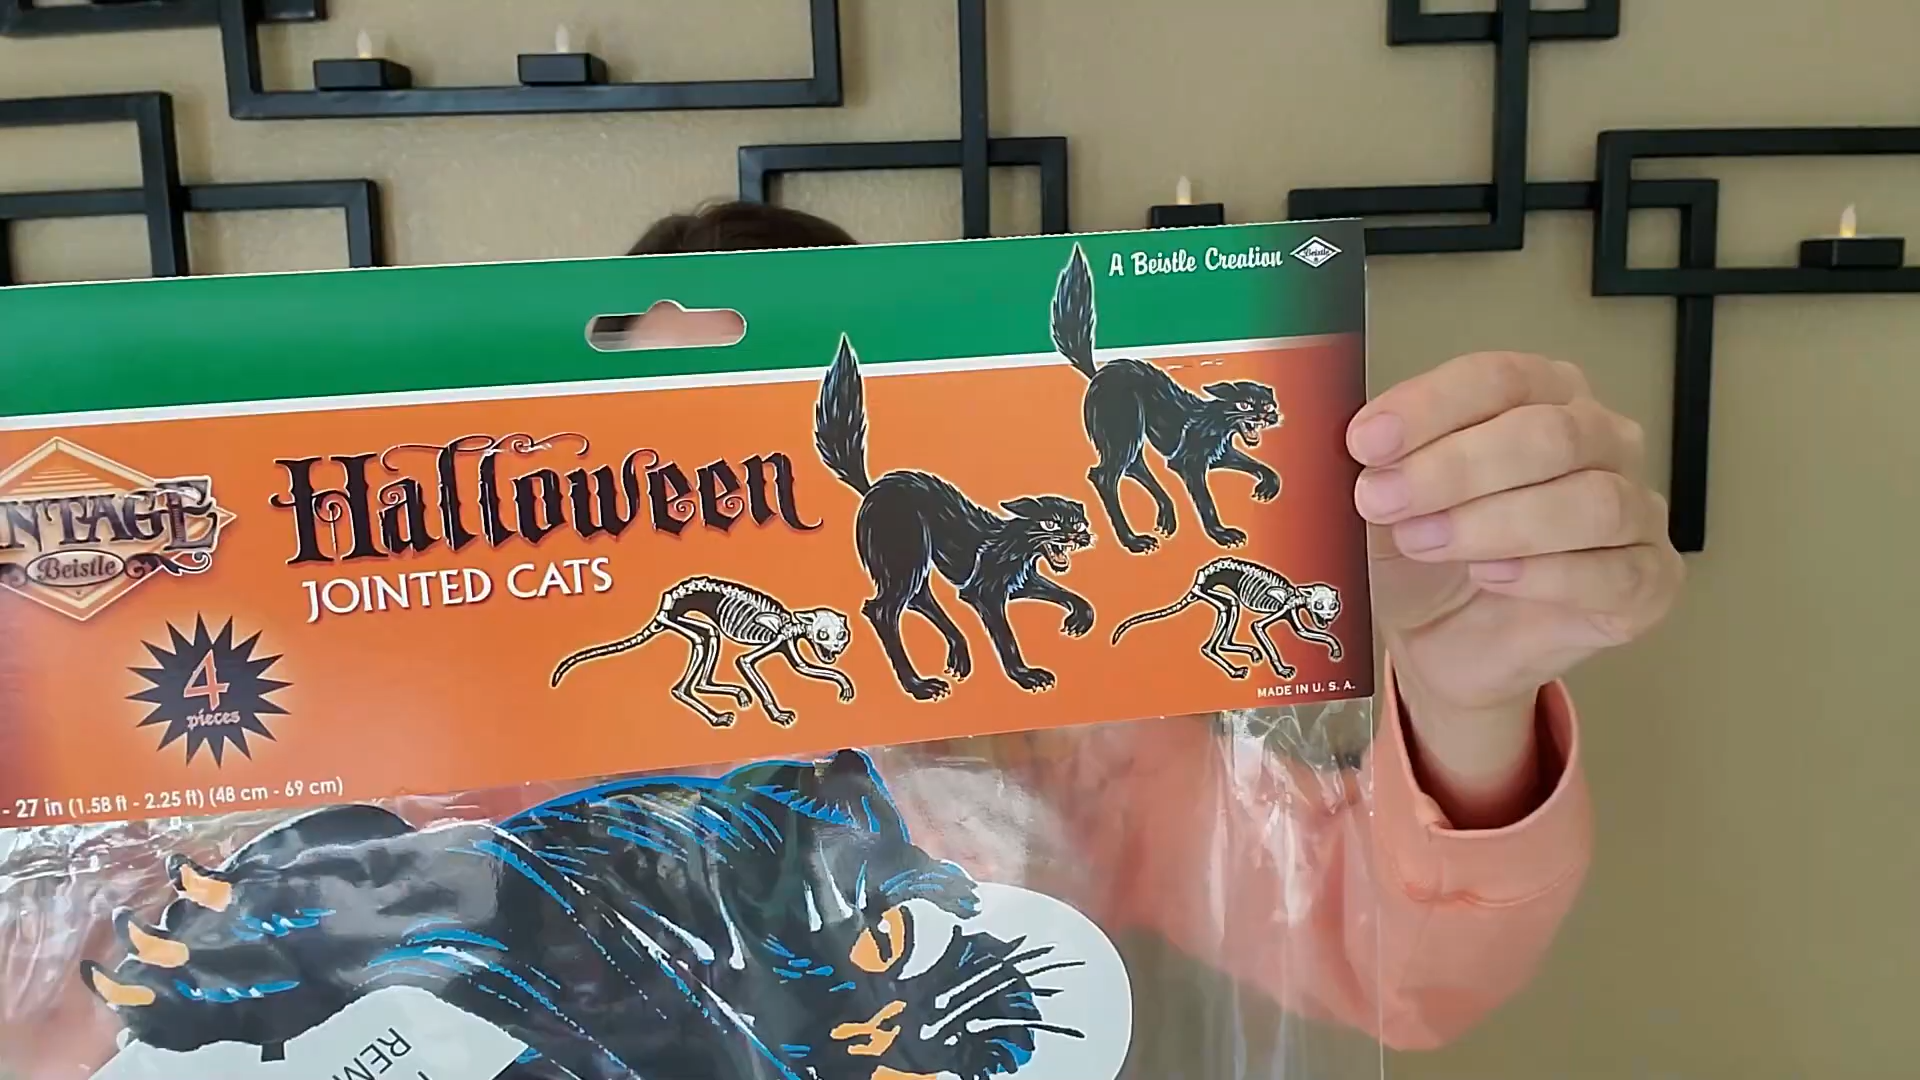 A Beistle Creation
Beistle
NTAGE
Beistle
Halloween
JOINTED CATS
4
pieces
MADE IN U. S. A.
- 27 in (1.58 ft - 2.25 ft) (48 cm - 69 cm)
REM